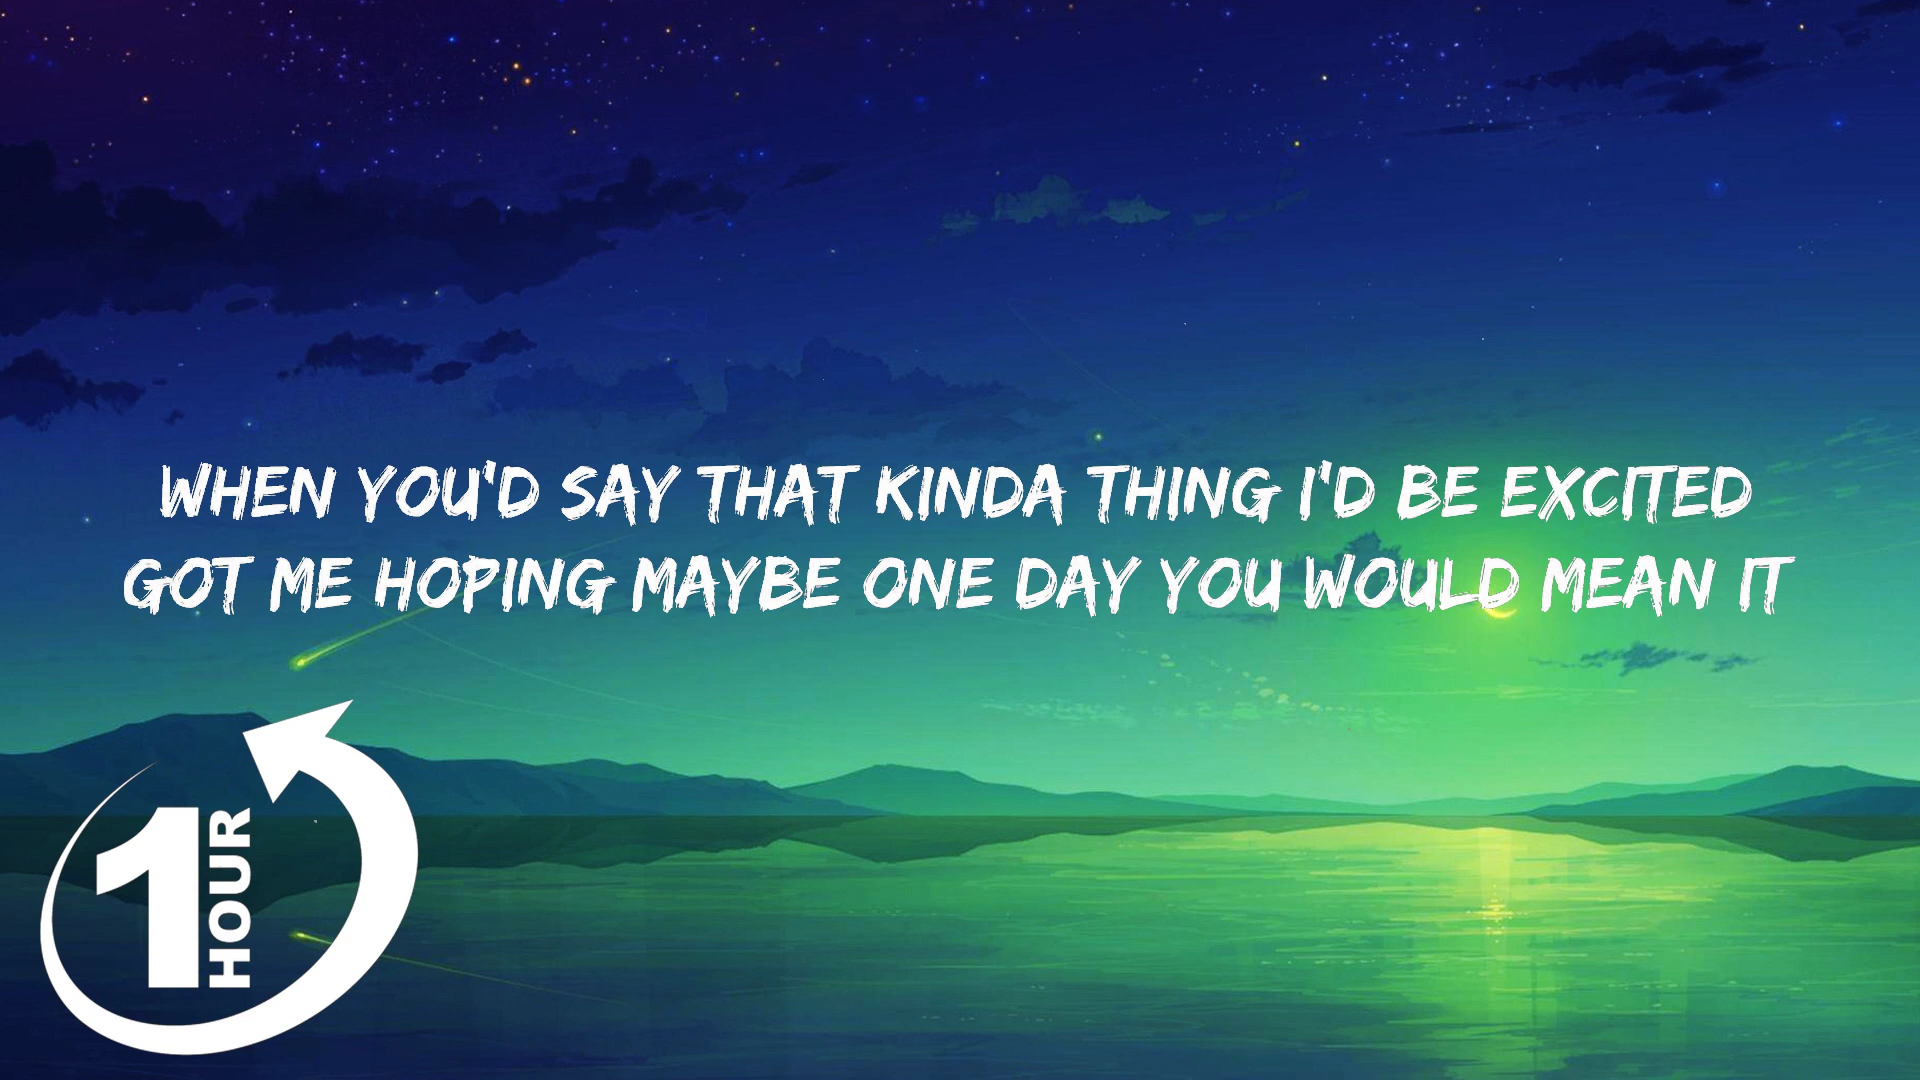 WHEN YOU'D SAY THAT KINDA THING I'D BE EXCITED
GOT ME HOPING MAYBE ONE DAY YOU WOULD MEAN IT
1
HOUR